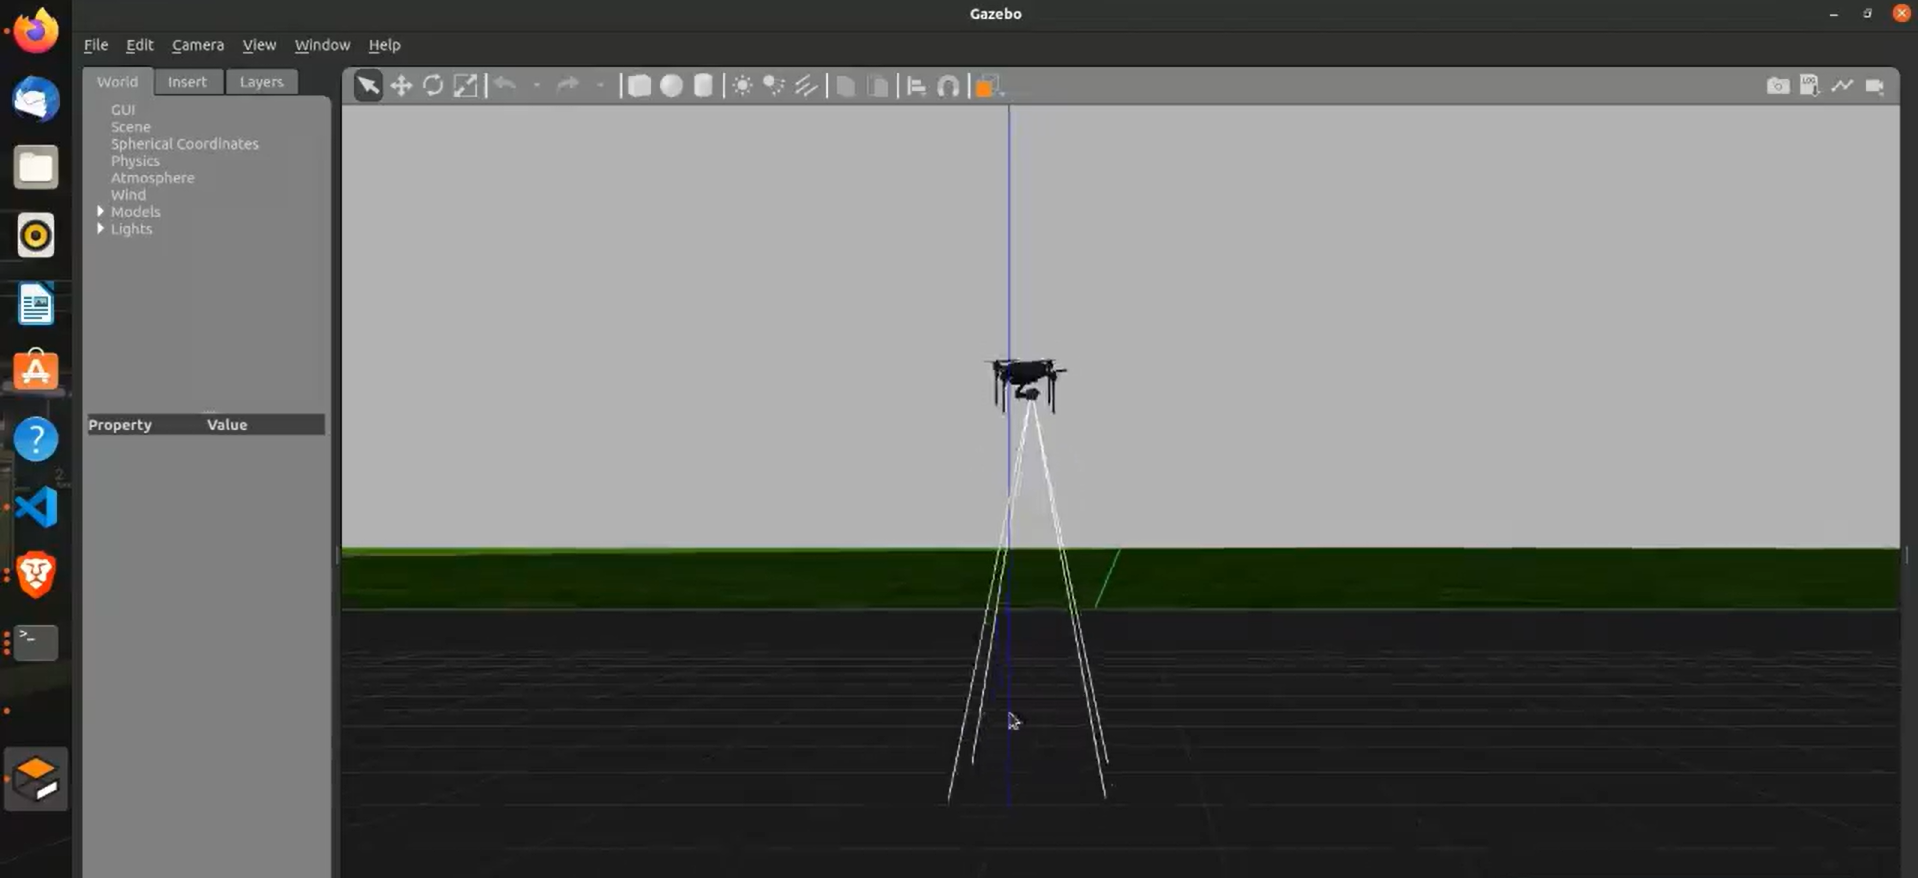 Gazebo
File Edit Camera View Window Help
World Insert Layers
GUI
Scene
Spherical Coordinates
Physics
Atmosphere
Wind
Models
Lights
Property Value